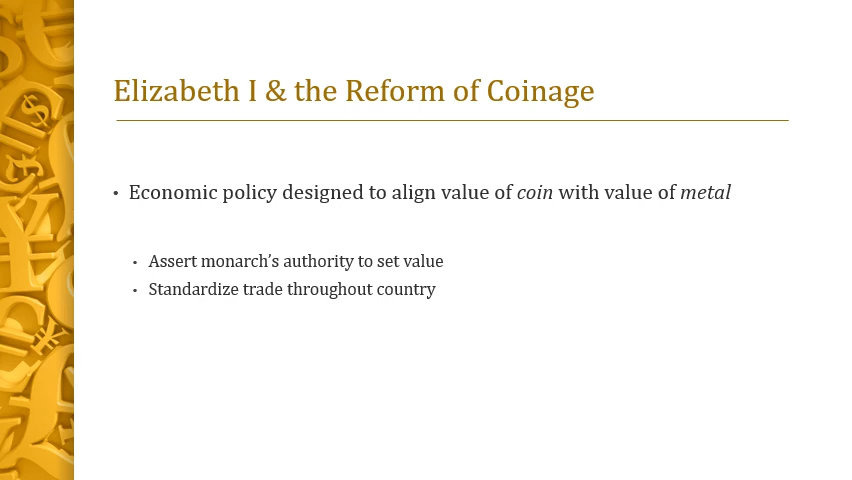 Elizabeth I & the Reform of Coinage
• Economic policy designed to align value of coin with value of metal
• Assert monarch’s authority to set value
• Standardize trade throughout country